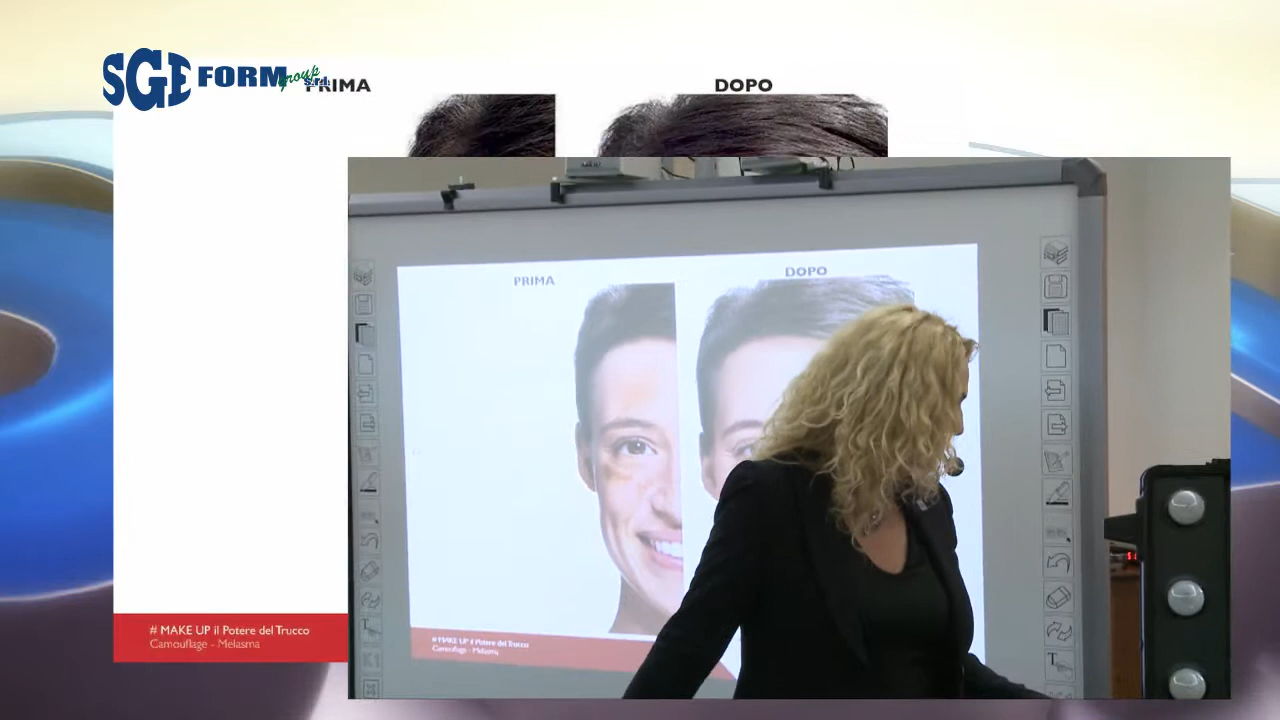 SGE FORM group s.r.l.
PRIMA
DOPO
PRIMA
DOPO
# MAKE UP il Potere del Trucco
Camouflage - Melasma
# MAKE UP il Potere del Trucco
Camouflage - Melasma
K1